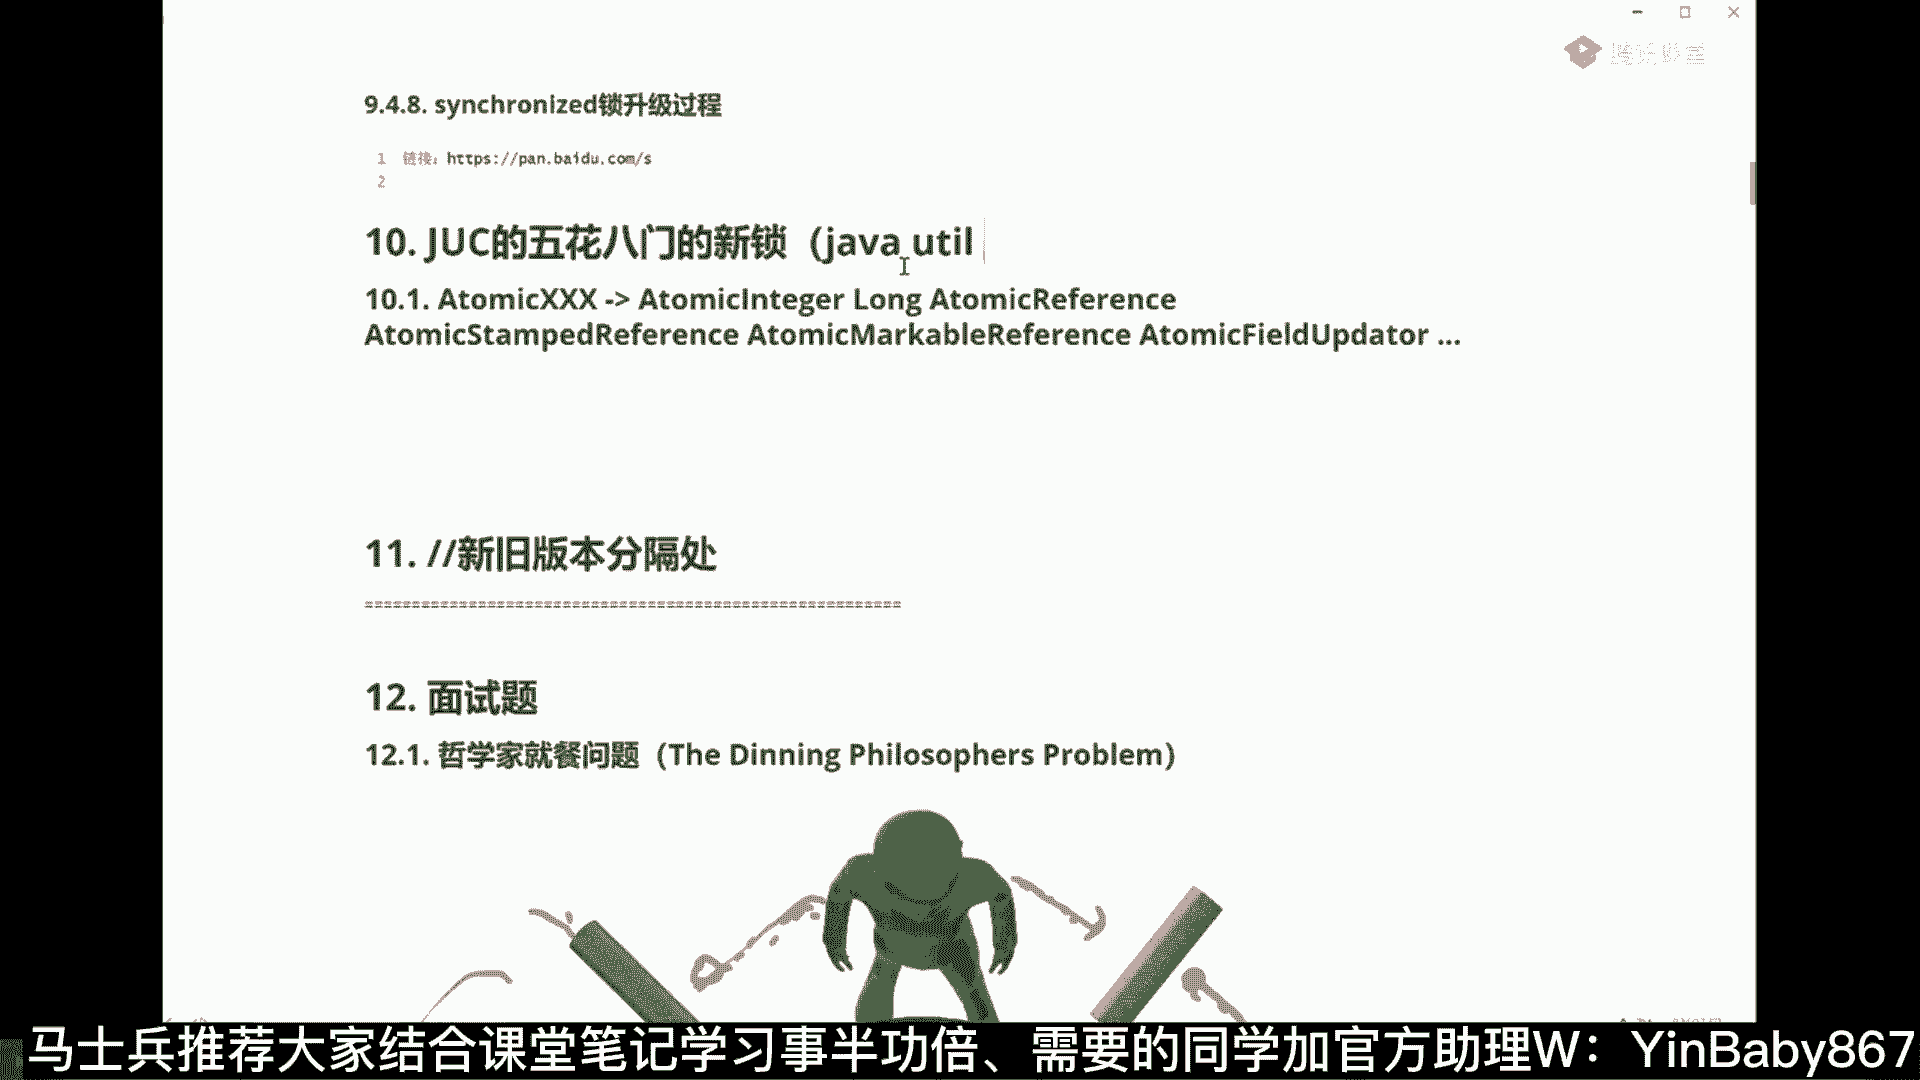 9.4.8. synchronized锁升级过程
1 链接：https://pan.baidu.com/s
2
10. JUC的五花八门的新锁（java util
10.1. AtomicXXX -> AtomicInteger Long AtomicReference
AtomicStampedReference AtomicMarkableReference AtomicFieldUpdator ...
11. //新旧版本分隔处
=========================================================
12. 面试题
12.1. 哲学家就餐问题（The Dinning Philosophers Problem）
马士兵推荐大家结合课堂笔记学习事半功倍、需要的同学加官方助理W：YinBaby867